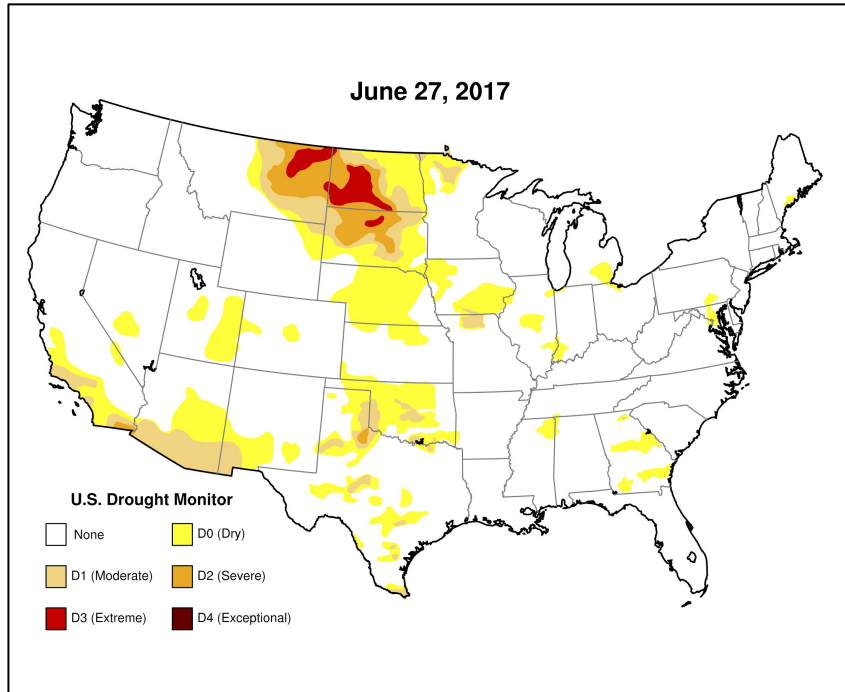 June 27, 2017
U.S. Drought Monitor
None
D0 (Dry)
D1 (Moderate)
D2 (Severe)
D3 (Extreme)
D4 (Exceptional)